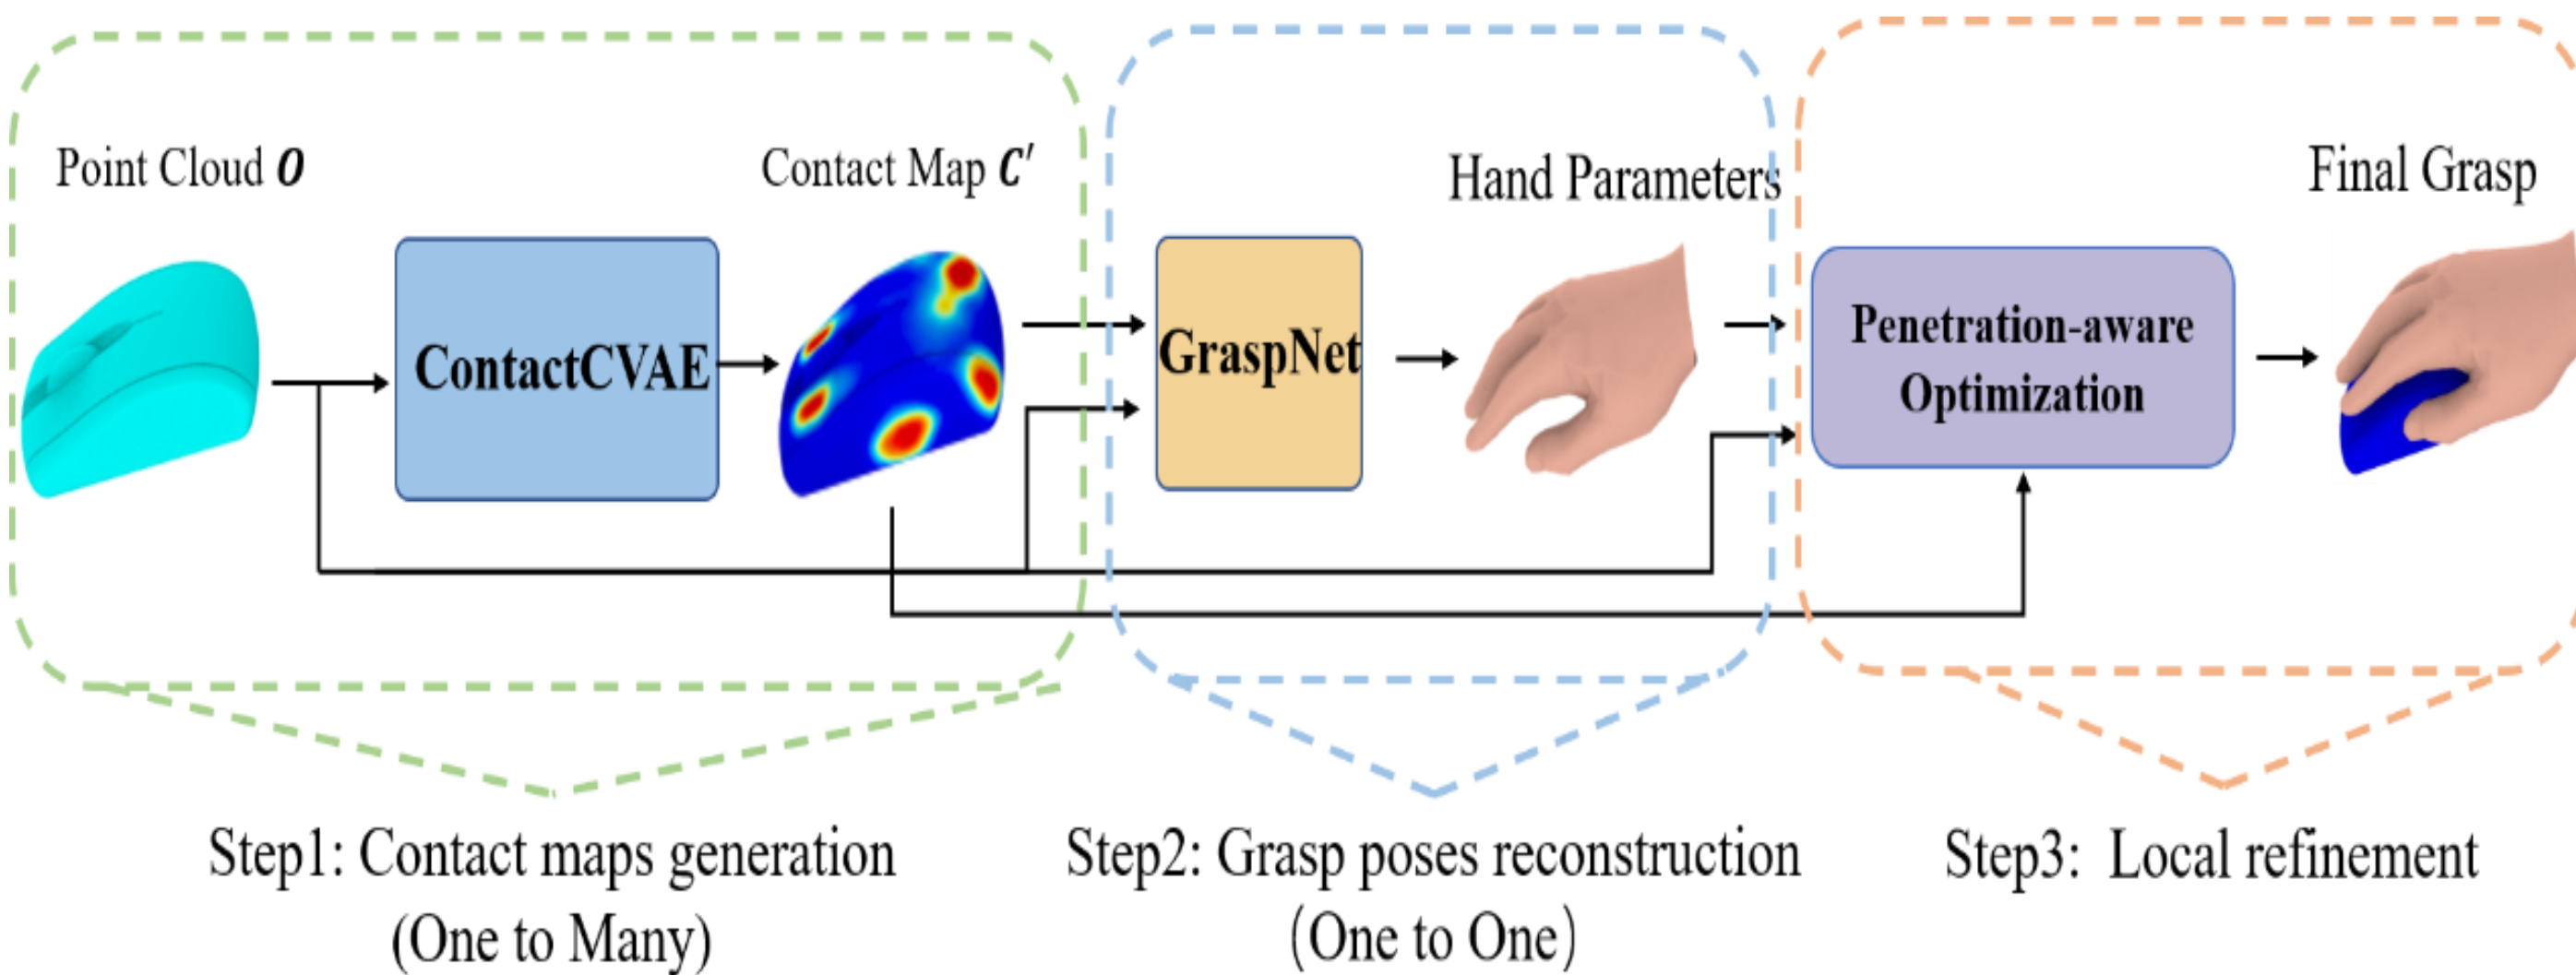 Point Cloud O
Contact Map C′
Hand Parameters
Final Grasp
ContactCVAE
GraspNet
Penetration-aware
Optimization
Step1: Contact maps generation
(One to Many)
Step2: Grasp poses reconstruction
(One to One)
Step3: Local refinement